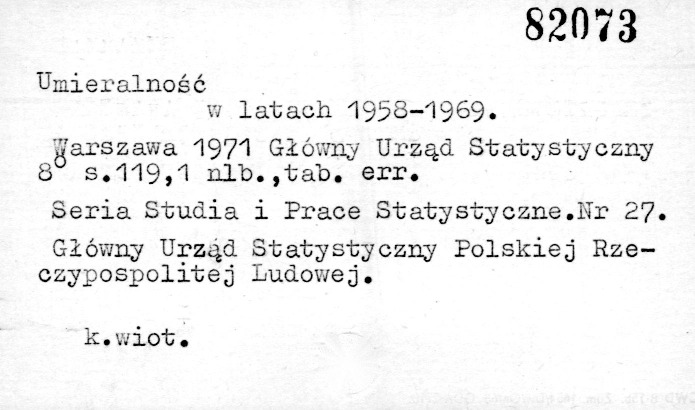 82073
Umieralność
w latach 1958-1969.
Warszawa 1971 Główny Urząd Statystyczny
8° s.119,1 nlb.,tab. err.
Seria Studia i Prace Statystyczne.Nr 27.
Główny Urząd Statystyczny Polskiej Rze-
czypospolitej Ludowej.
k.wiot.